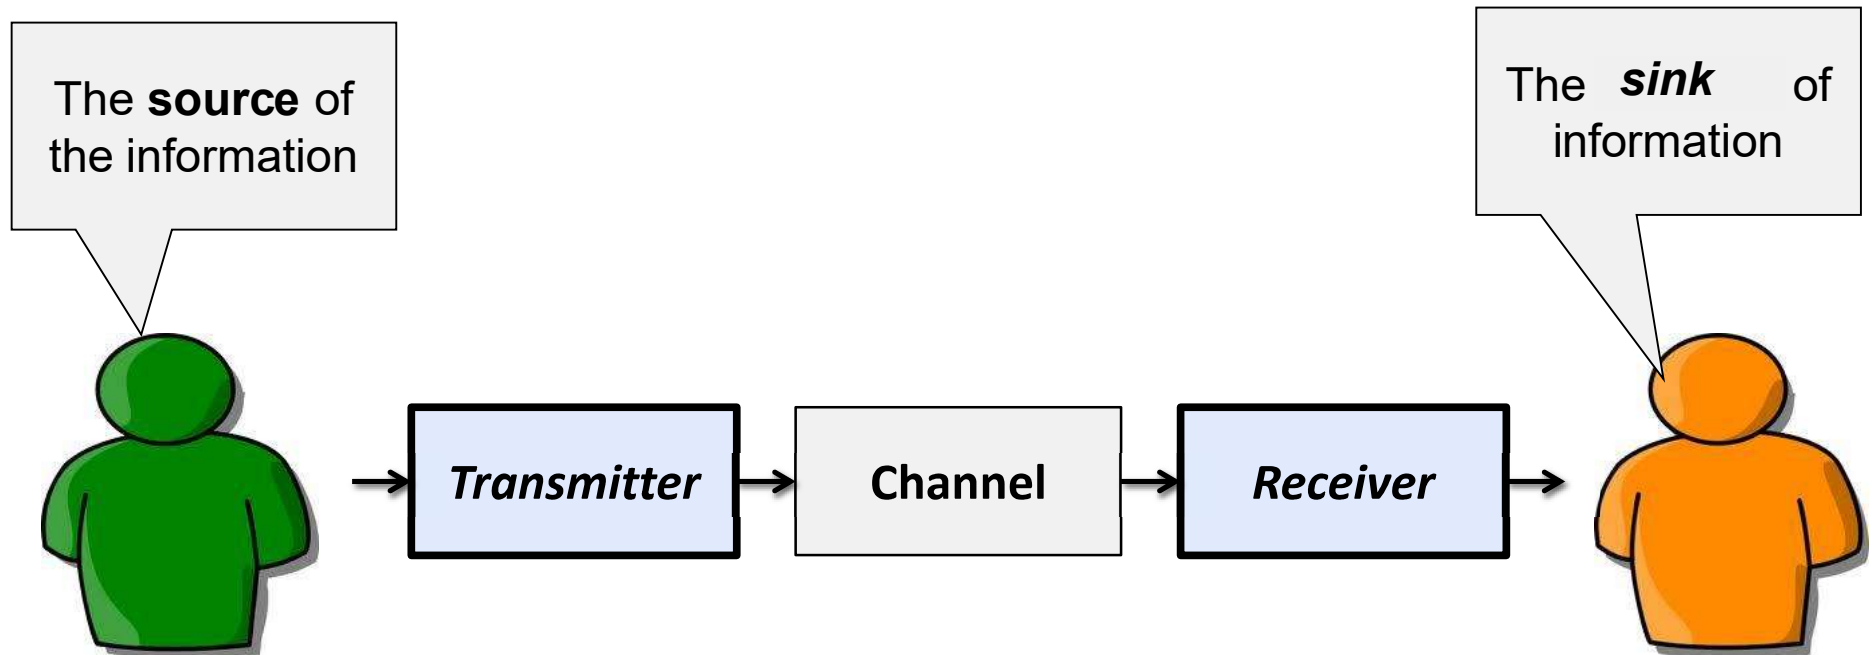 The source of
the information
The sink of
information
Transmitter
Channel
Receiver